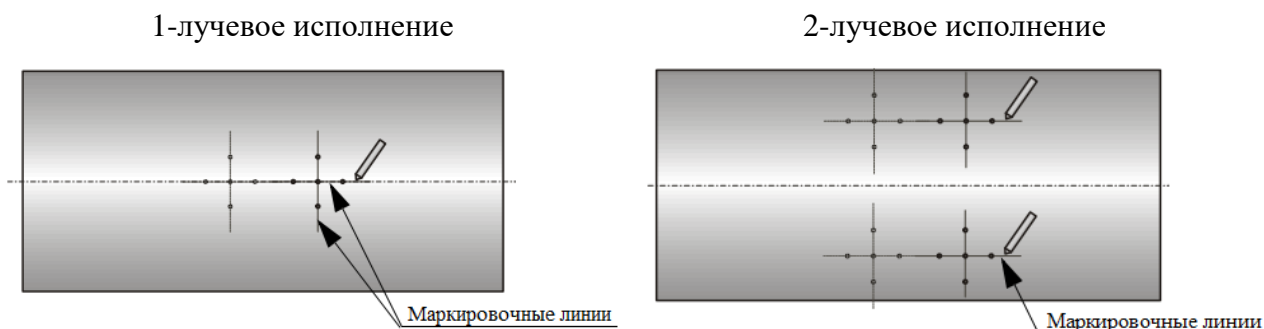 1-лучевое исполнение
2-лучевое исполнение
Маркировочные линии
Маркировочные линии